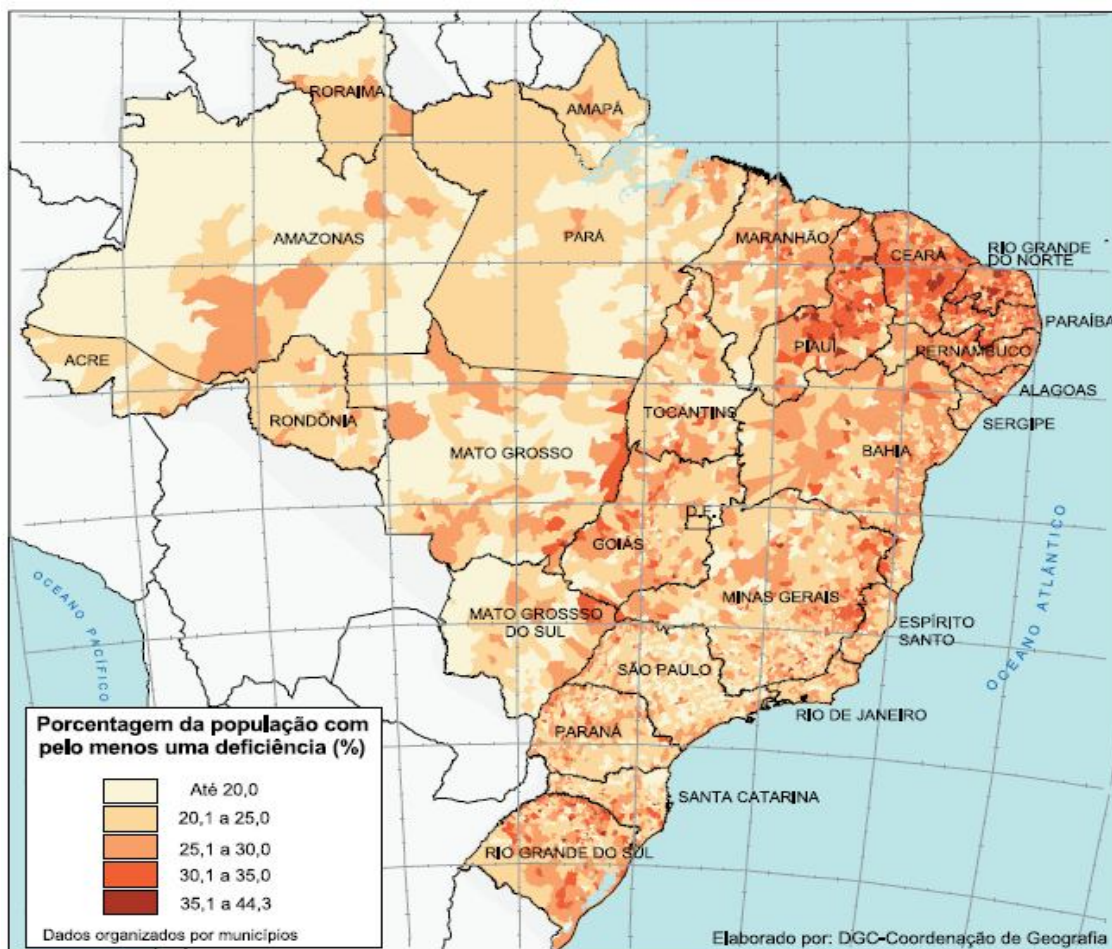 RORAIMA
AMAPÁ
AMAZONAS
PARÁ
MARANHÃO
CEARÁ
RIO GRANDE
DO NORTE
PARAÍBA
ACRE
PIAUÍ
PERNAMBUCO
ALAGOAS
SERGIPE
RONDÔNIA
TOCANTINS
MATO GROSSO
BAHIA
D.F.
GOIÁS
MATO GROSSSO
DO SUL
MINAS GERAIS
ESPÍRITO
SANTO
SÃO PAULO
RIO DE JANEIRO
PARANÁ
SANTA CATARINA
RIO GRANDE DO SUL
OCEANO PACÍFICO
OCEANO ATLÂNTICO
Porcentagem da população com
pelo menos uma deficiência (%)
Até 20,0
20,1 a 25,0
25,1 a 30,0
30,1 a 35,0
35,1 a 44,3
Dados organizados por municípios
Elaborado por: DGC-Coordenação de Geografia